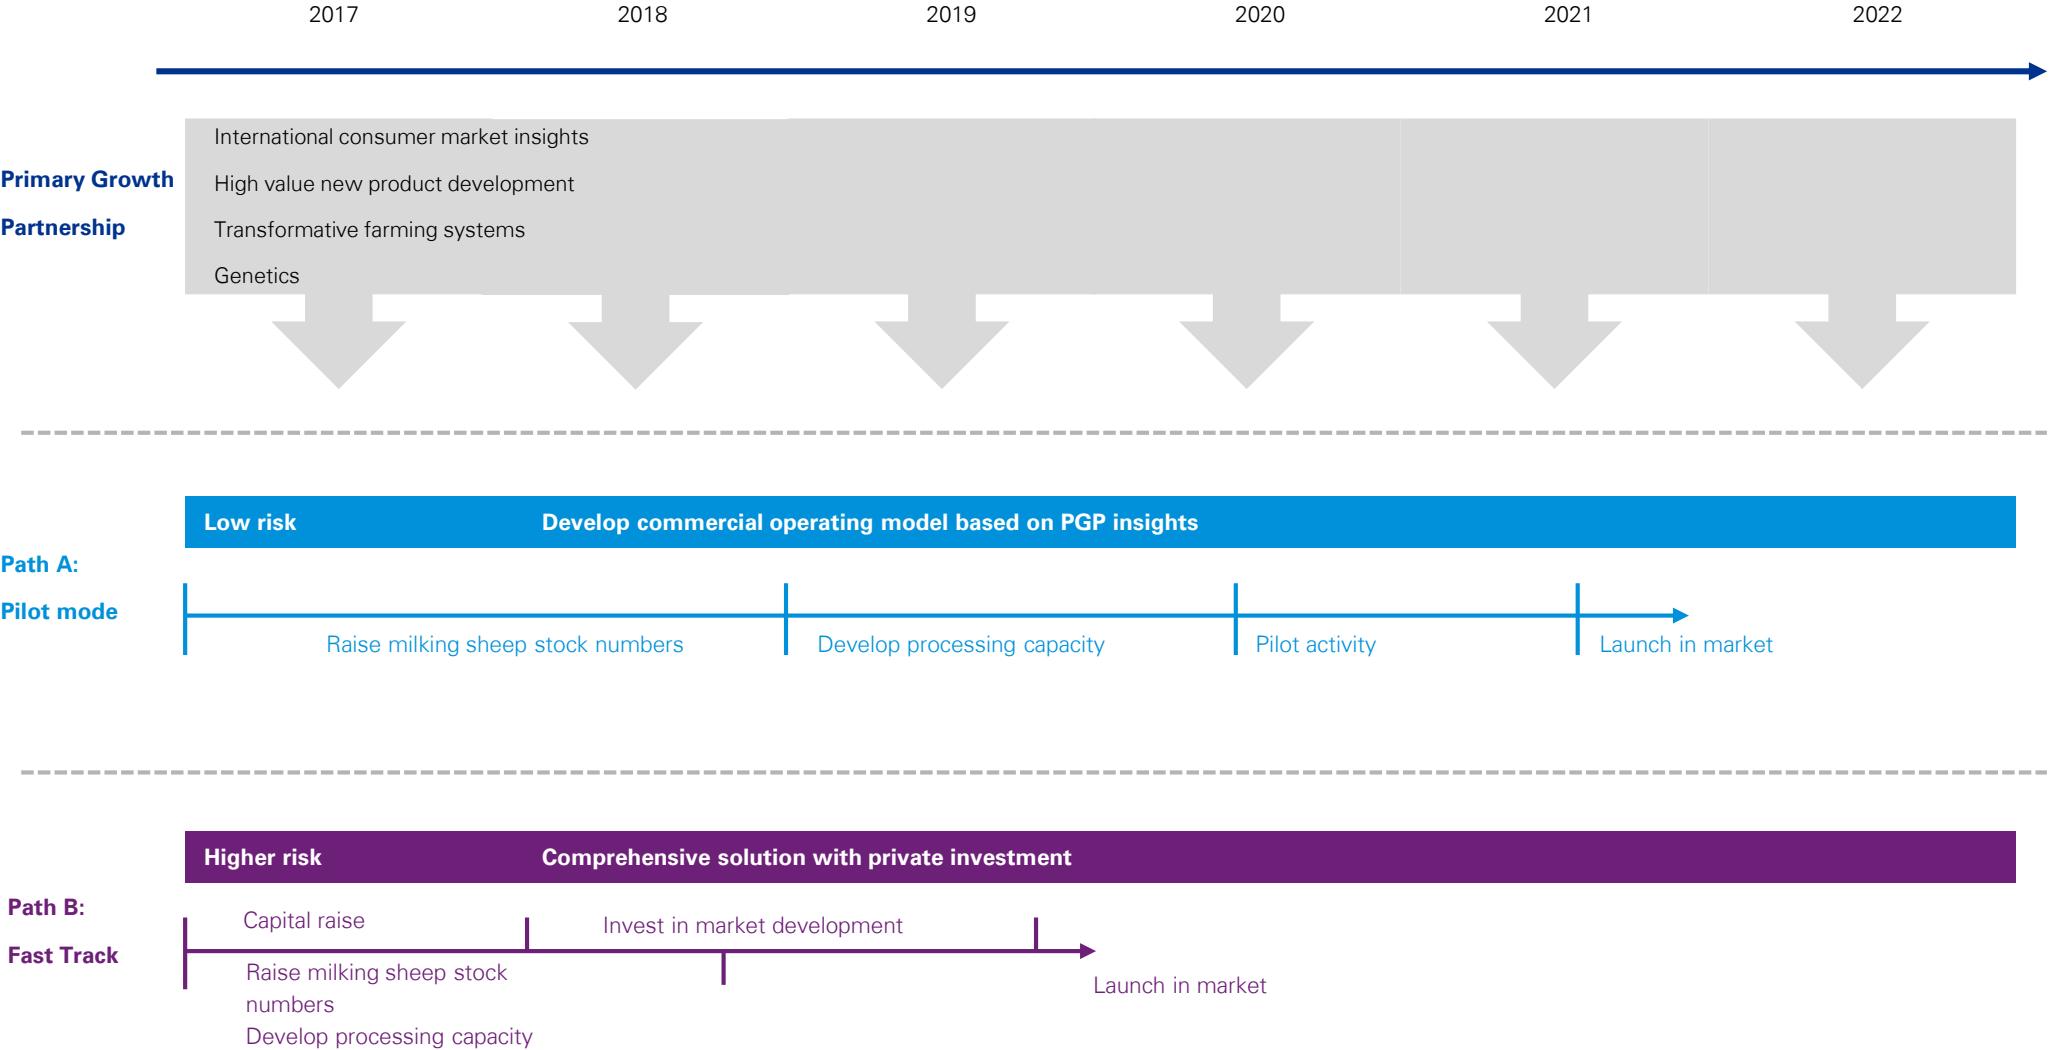 2017 2018 2019 2020 2021 2022
International consumer market insights
Primary Growth
High value new product development
Partnership
Transformative farming systems
Genetics
Low risk Develop commercial operating model based on PGP insights
Path A:
Pilot mode
Raise milking sheep stock numbers Develop processing capacity Pilot activity Launch in market
Higher risk Comprehensive solution with private investment
Path B:
Fast Track
Capital raise Invest in market development
Raise milking sheep stock
numbers
Develop processing capacity
Launch in market